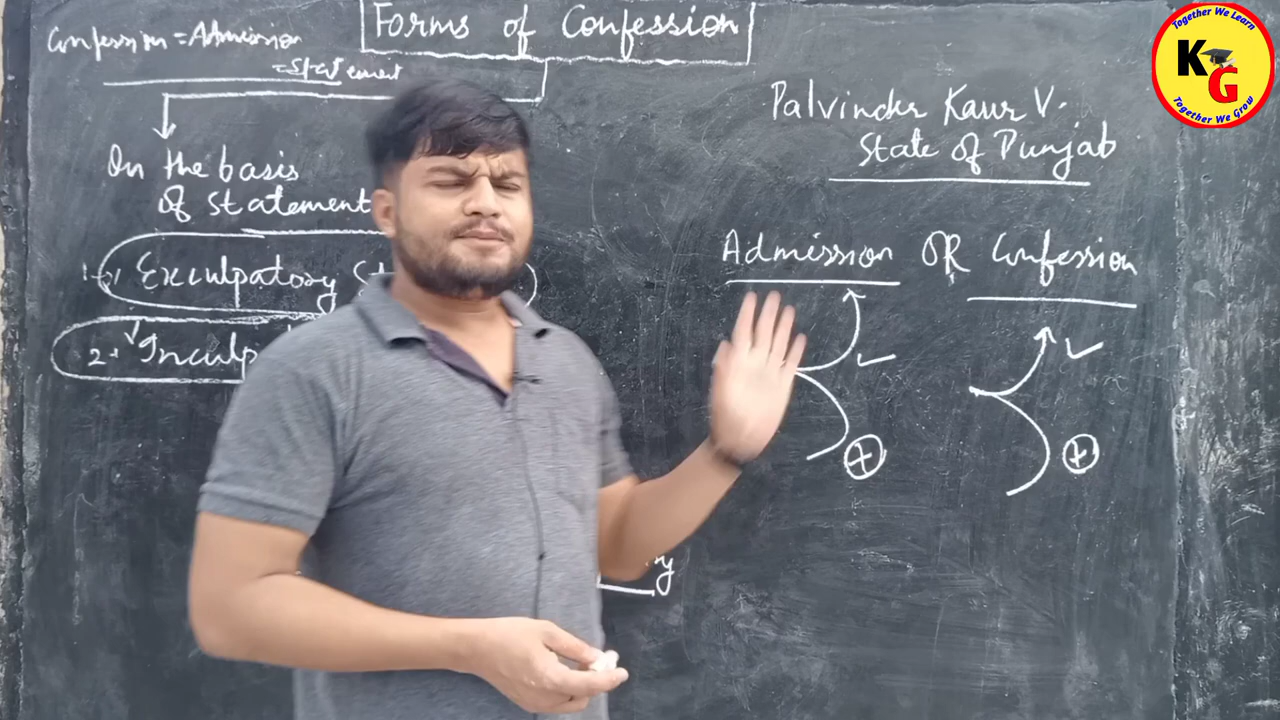 Forms of Confession
Confession = Admission
= Statement
On the basis
of statement
1. Exculpatory
2. Inculp
Palvinder Kaur V.
State of Punjab
Admission OR Confession
Together We Learn
KG
Together We Grow